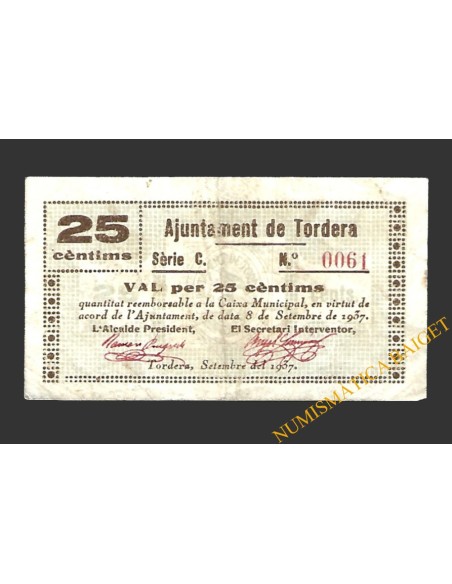 25
cèntims
Ajuntament de Tordera
Sèrie C. N.º 0061
VAL per 25 cèntims
quantitat reemborsable a la Caixa Municipal, en virtut de
acord de l'Ajuntament, de data 8 de Setembre de 1937.
L'Alcalde President, El Secretari Interventor,
Tordera, Setembre del 1937.
NUMISMATICA BAIGET